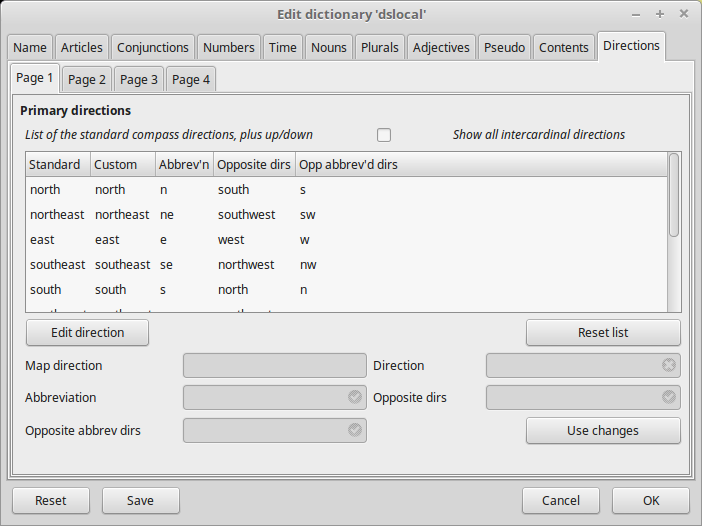 Edit dictionary 'dslocal'
Name Articles Conjunctions Numbers Time Nouns Plurals Adjectives Pseudo Contents Directions
Page 1 Page 2 Page 3 Page 4
Primary directions
List of the standard compass directions, plus up/down Show all intercardinal directions
Standard Custom Abbrev'n Opposite dirs Opp abbrev'd dirs
north north n south s
northeast northeast ne southwest sw
east east e west w
southeast southeast se northwest nw
south south s north n
Edit direction Reset list
Map direction Direction
Abbreviation Opposite dirs
Opposite abbrev dirs Use changes
Reset Save Cancel OK